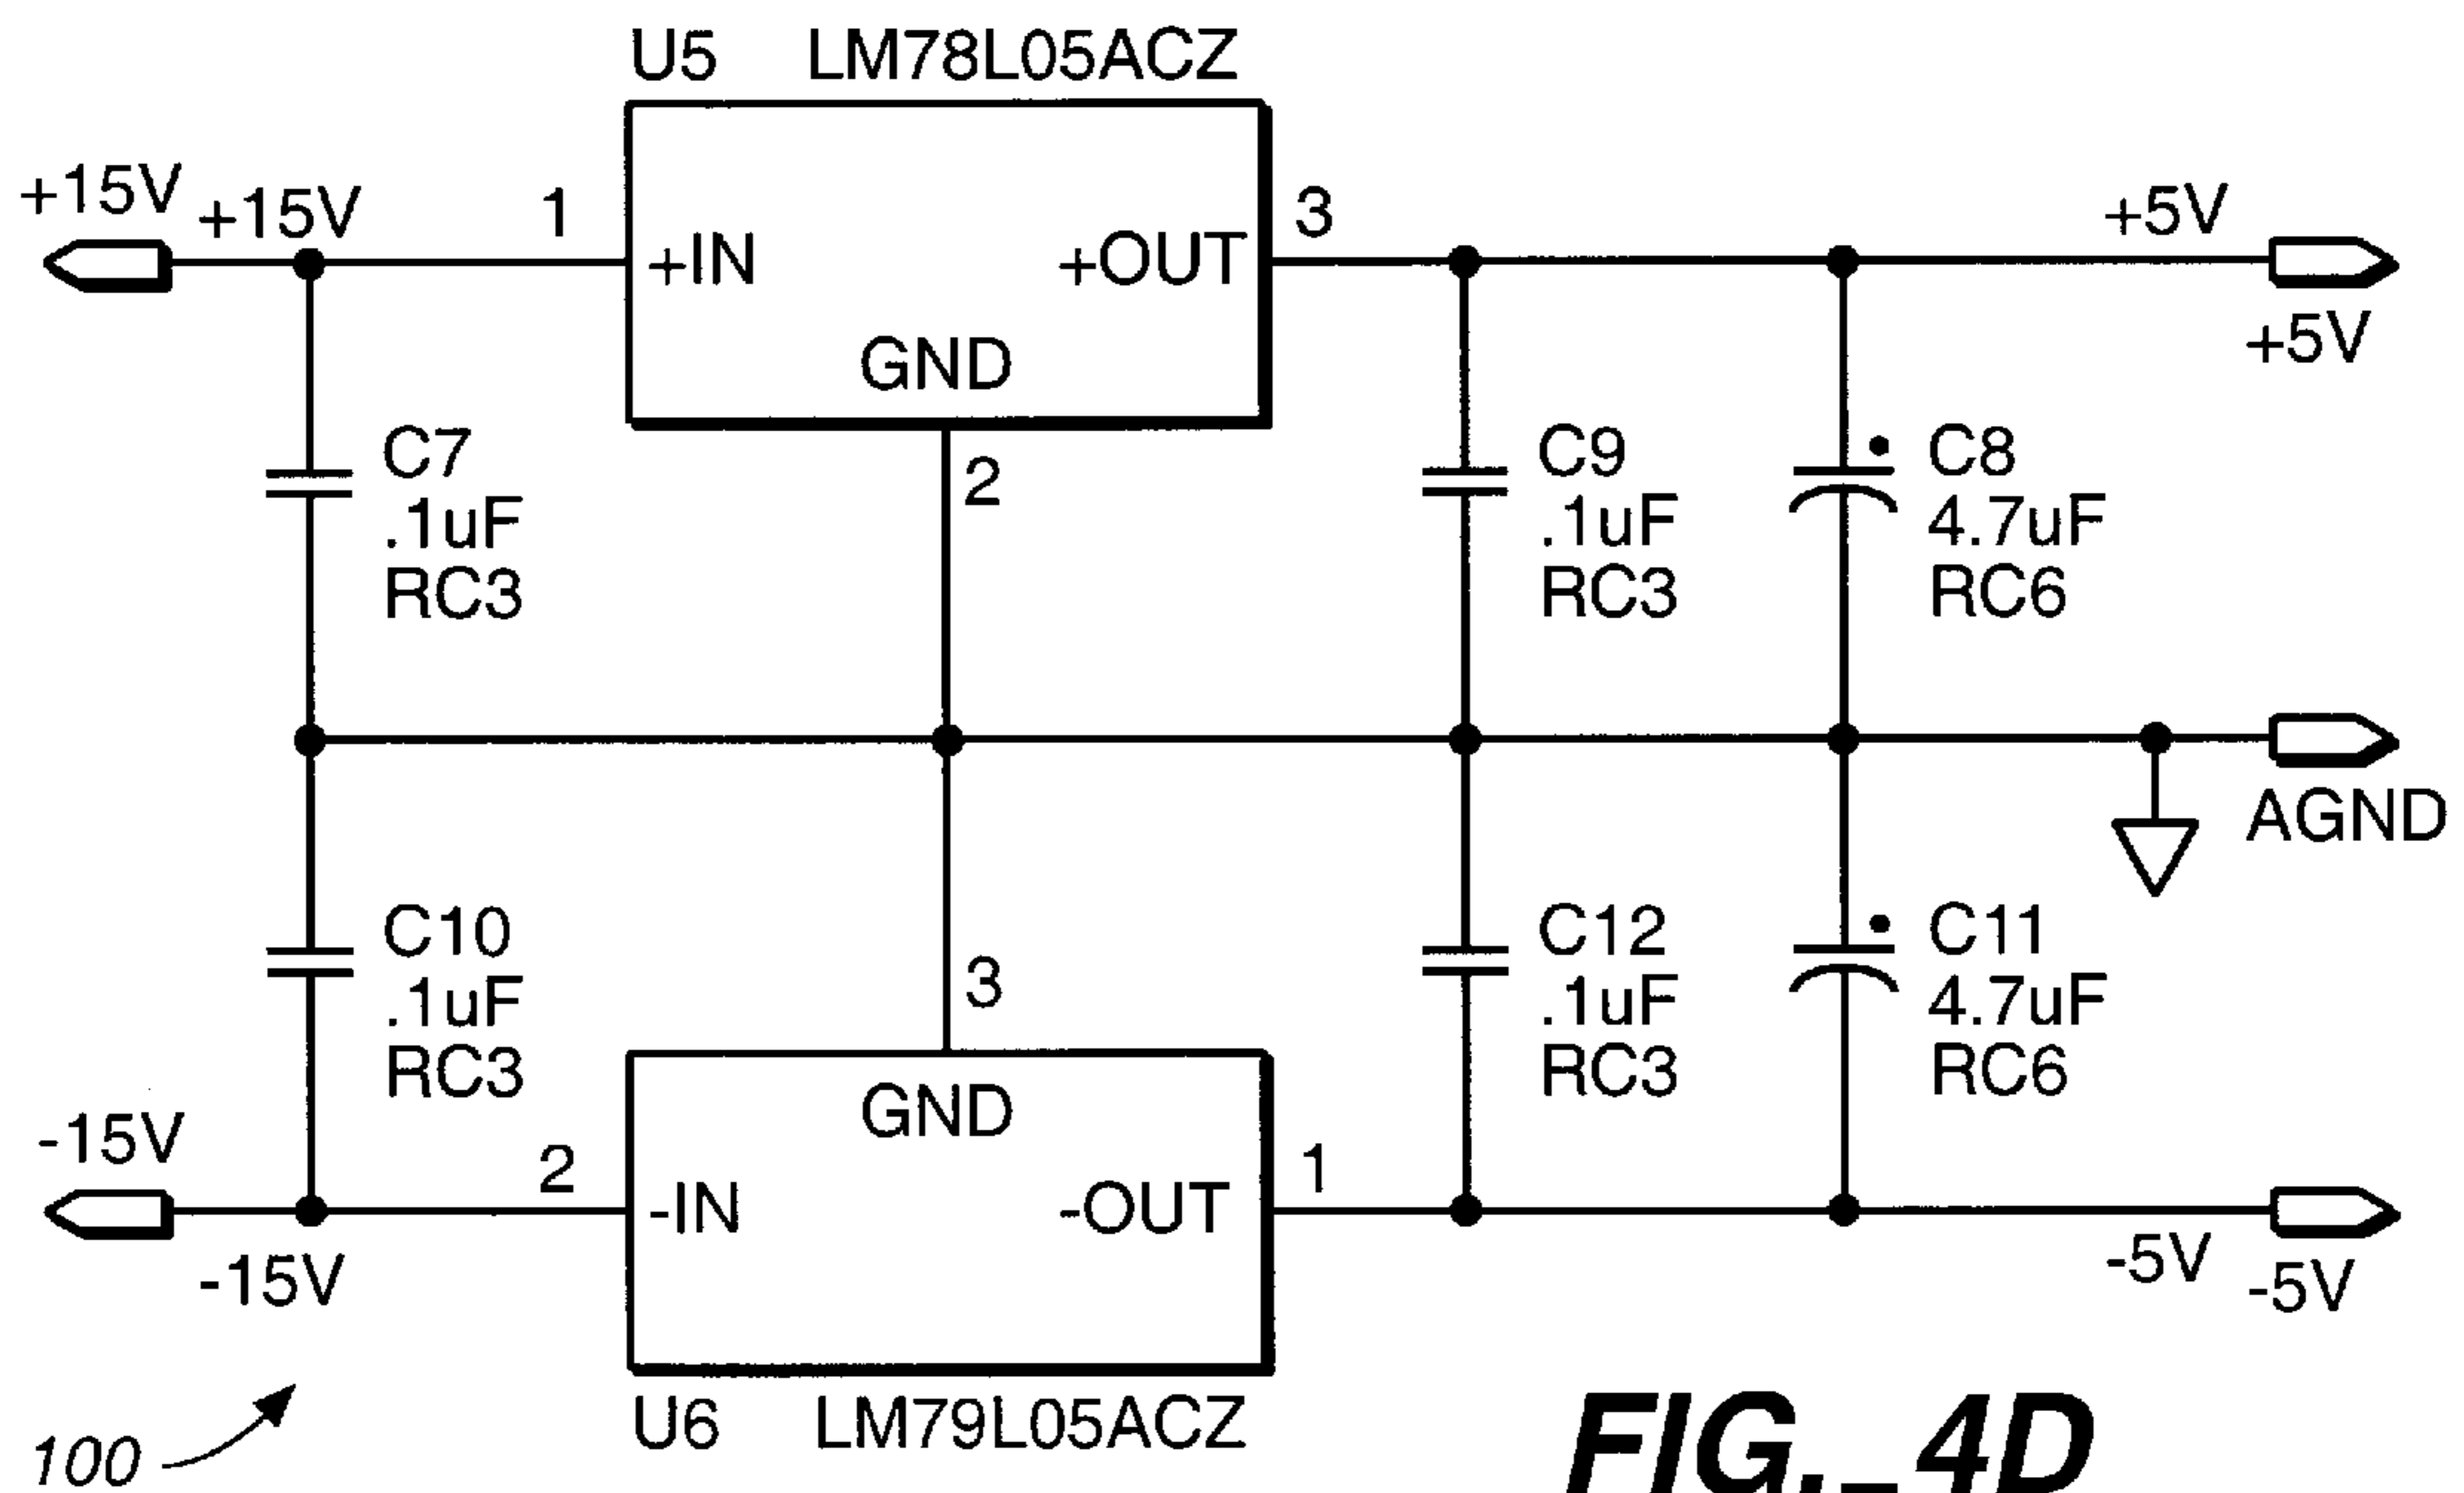 U5 LM78L05ACZ
+15V +15V 1 3 +5V
+IN +OUT
+5V
GND
2
C7
.1uF
RC3
C9
.1uF
RC3
C8
4.7uF
RC6
AGND
C10
.1uF
RC3
3
C12
.1uF
RC3
C11
4.7uF
RC6
GND
-15V 2 1
-IN -OUT
-15V -5V -5V
U6 LM79L05ACZ
100
FIG._4D